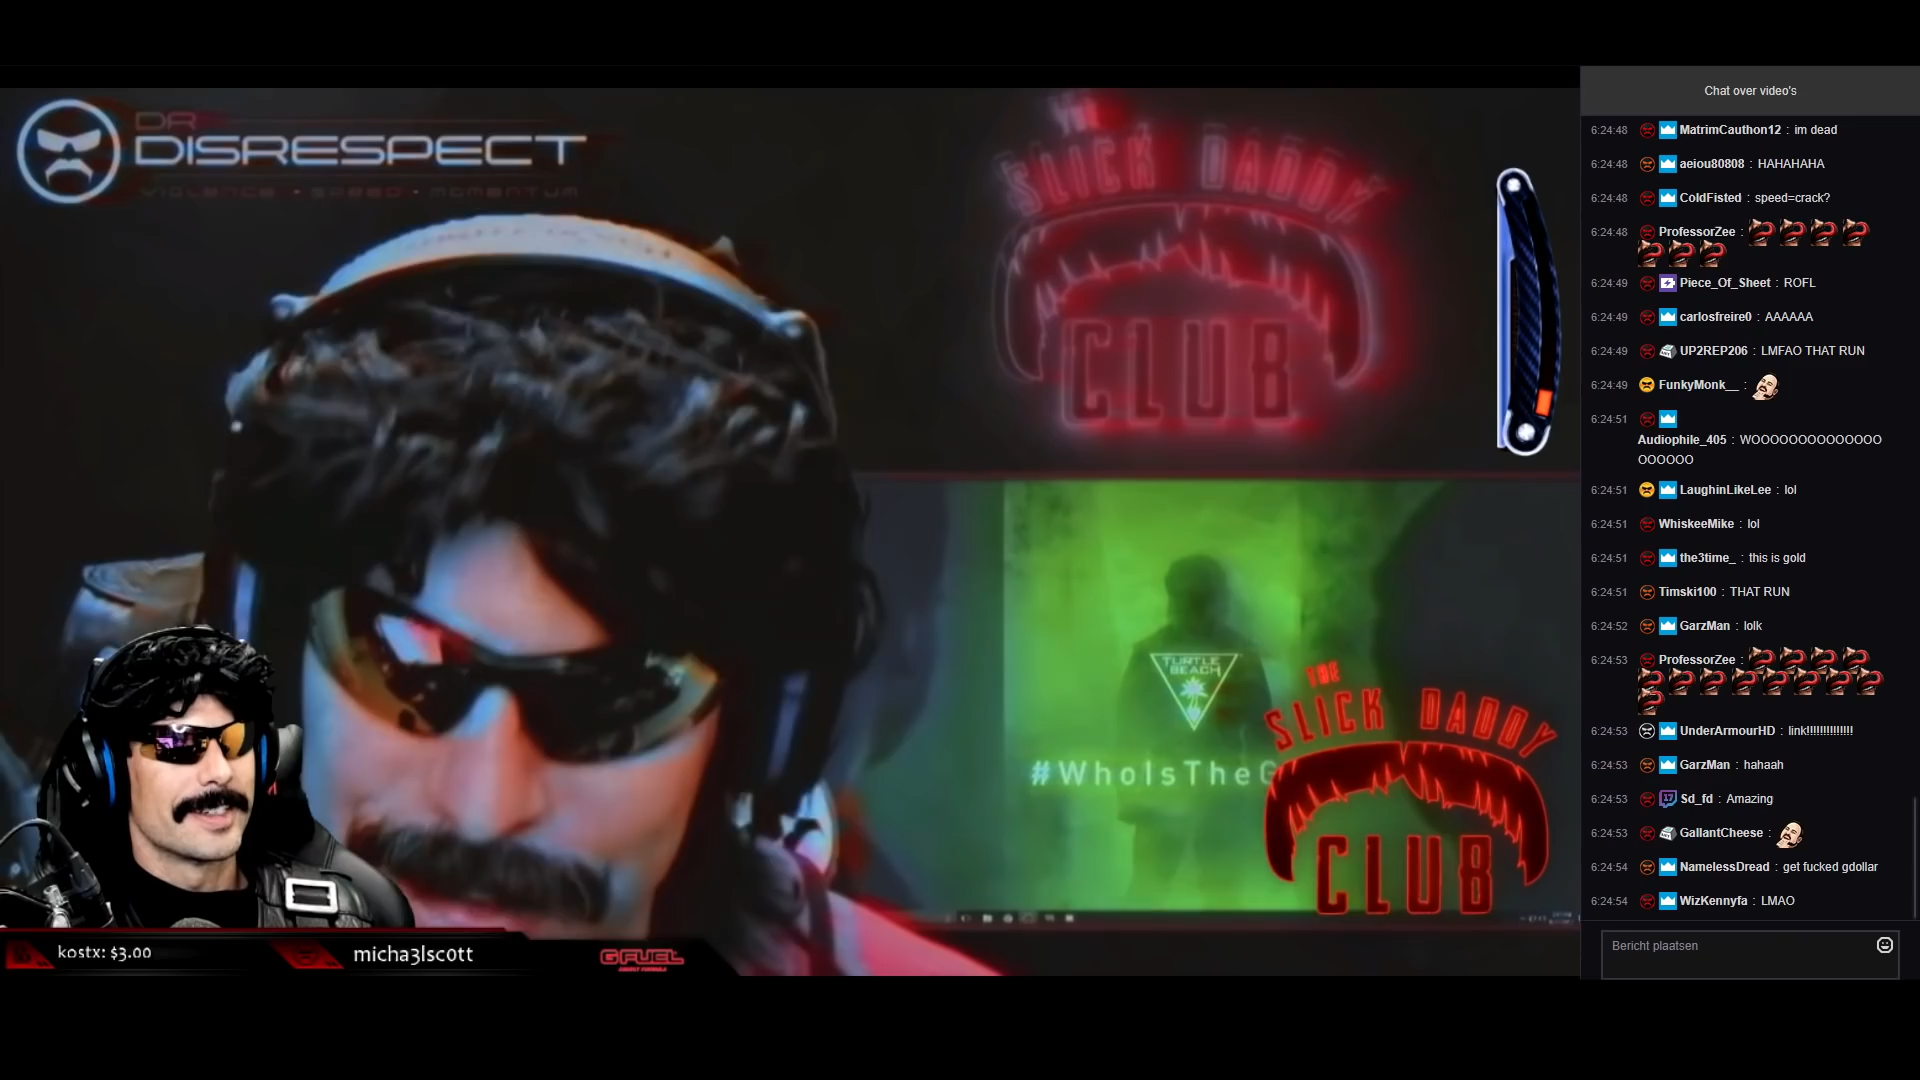 DR
DISRESPECT
VIOLENCE • SPEED • MOMENTUM
THE
SLICK DADDY
CLUB
TURTLE
BEACH
#WhoIsTheG
THE
SLICK DADDY
CLUB
kostx: $3.00
micha3lsc0tt
GFUEL
ENERGY FORMULA
Chat over video's
6:24:48 MatrimCauthon12 : im dead
6:24:48 aeiou80808 : HAHAHAHA
6:24:48 ColdFisted : speed=crack?
6:24:48 ProfessorZee :
6:24:49 Piece_Of_Sheet : ROFL
6:24:49 carlosfreire0 : AAAAAA
6:24:49 UP2REP206 : LMFAO THAT RUN
6:24:49 FunkyMonk__ :
6:24:51
Audiophile_405 : WOOOOOOOOOOOOOO
OOOOOO
6:24:51 LaughinLikeLee : lol
6:24:51 WhiskeeMike : lol
6:24:51 the3time_ : this is gold
6:24:51 Timski100 : THAT RUN
6:24:52 GarzMan : lolk
6:24:53 ProfessorZee :
6:24:53 UnderArmourHD : link!!!!!!!!!!!!!!
6:24:53 GarzMan : hahaah
6:24:53 Sd_fd : Amazing
6:24:53 GallantCheese :
6:24:54 NamelessDread : get fucked gdollar
6:24:54 WizKennyfa : LMAO
Bericht plaatsen